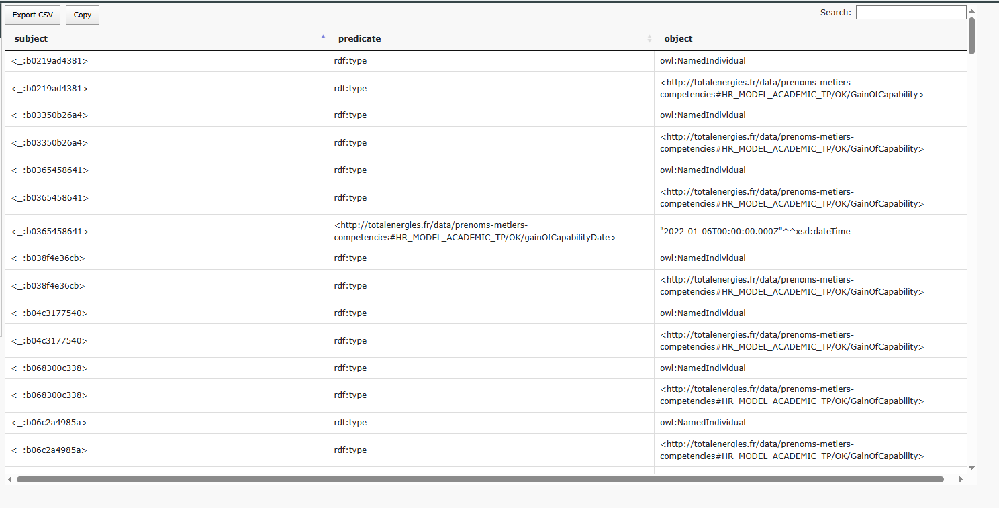 Export CSV Copy Search:
subject predicate object
<_:b0219ad4381> rdf:type owl:NamedIndividual
<_:b0219ad4381> rdf:type <http://totalenergies.fr/data/prenoms-metiers-
competencies#HR_MODEL_ACADEMIC_TP/OK/GainOfCapability>
<_:b03350b26a4> rdf:type owl:NamedIndividual
<_:b03350b26a4> rdf:type <http://totalenergies.fr/data/prenoms-metiers-
competencies#HR_MODEL_ACADEMIC_TP/OK/GainOfCapability>
<_:b0365458641> rdf:type owl:NamedIndividual
<_:b0365458641> rdf:type <http://totalenergies.fr/data/prenoms-metiers-
competencies#HR_MODEL_ACADEMIC_TP/OK/GainOfCapability>
<_:b0365458641> <http://totalenergies.fr/data/prenoms-metiers-
competencies#HR_MODEL_ACADEMIC_TP/OK/gainOfCapabilityDate> "2022-01-06T00:00:00.000Z"^^xsd:dateTime
<_:b038f4e36cb> rdf:type owl:NamedIndividual
<_:b038f4e36cb> rdf:type <http://totalenergies.fr/data/prenoms-metiers-
competencies#HR_MODEL_ACADEMIC_TP/OK/GainOfCapability>
<_:b04c3177540> rdf:type owl:NamedIndividual
<_:b04c3177540> rdf:type <http://totalenergies.fr/data/prenoms-metiers-
competencies#HR_MODEL_ACADEMIC_TP/OK/GainOfCapability>
<_:b068300c338> rdf:type owl:NamedIndividual
<_:b068300c338> rdf:type <http://totalenergies.fr/data/prenoms-metiers-
competencies#HR_MODEL_ACADEMIC_TP/OK/GainOfCapability>
<_:b06c2a4985a> rdf:type owl:NamedIndividual
<_:b06c2a4985a> rdf:type <http://totalenergies.fr/data/prenoms-metiers-
competencies#HR_MODEL_ACADEMIC_TP/OK/GainOfCapability>